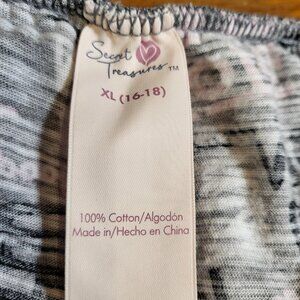 Secret
Treasures™
XL (16-18)
100% Cotton/Algodón
Made in/Hecho en China